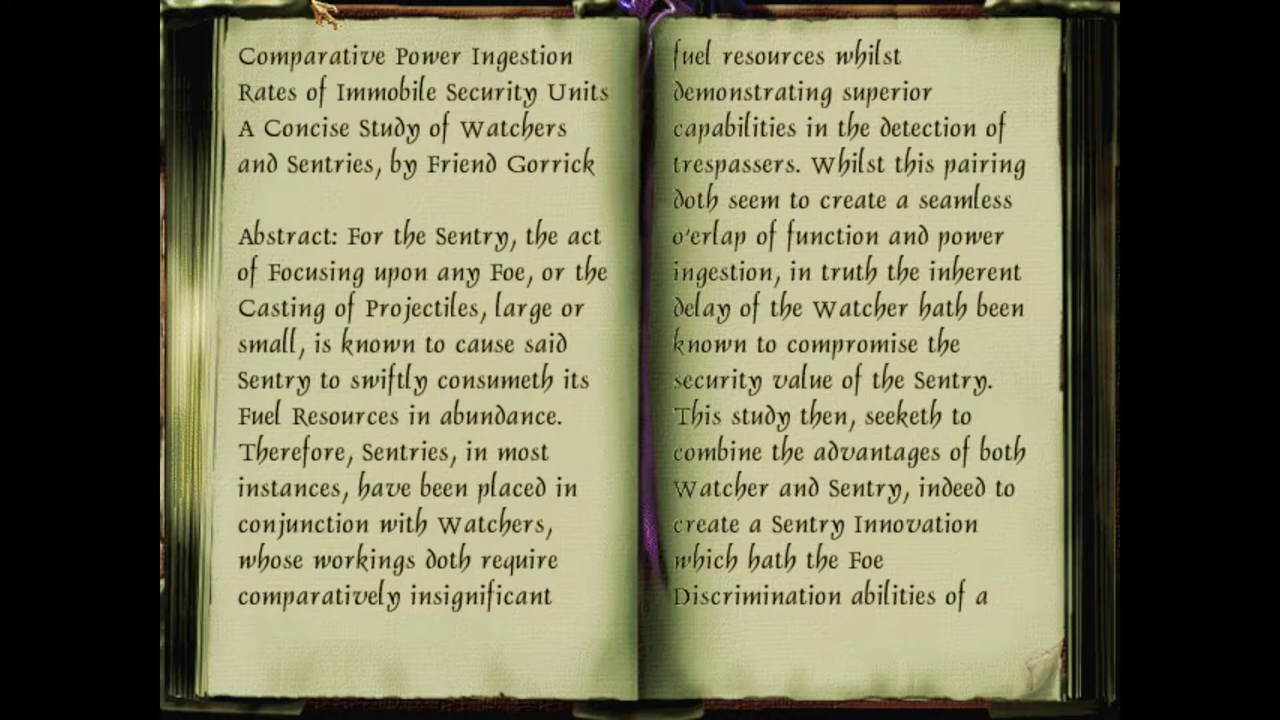 Comparative Power Ingestion
Rates of Immobile Security Units
A Concise Study of Watchers
and Sentries, by Friend Gorrick
Abstract: For the Sentry, the act
of Focusing upon any Foe, or the
Casting of Projectiles, large or
small, is known to cause said
Sentry to swiftly consumeth its
Fuel Resources in abundance.
Therefore, Sentries, in most
instances, have been placed in
conjunction with Watchers,
whose workings doth require
comparatively insignificant
fuel resources whilst
demonstrating superior
capabilities in the detection of
trespassers. Whilst this pairing
doth seem to create a seamless
o'erlap of function and power
ingestion, in truth the inherent
delay of the Watcher hath been
known to compromise the
security value of the Sentry.
This study then, seeketh to
combine the advantages of both
Watcher and Sentry, indeed to
create a Sentry Innovation
which hath the Foe
Discrimination abilities of a